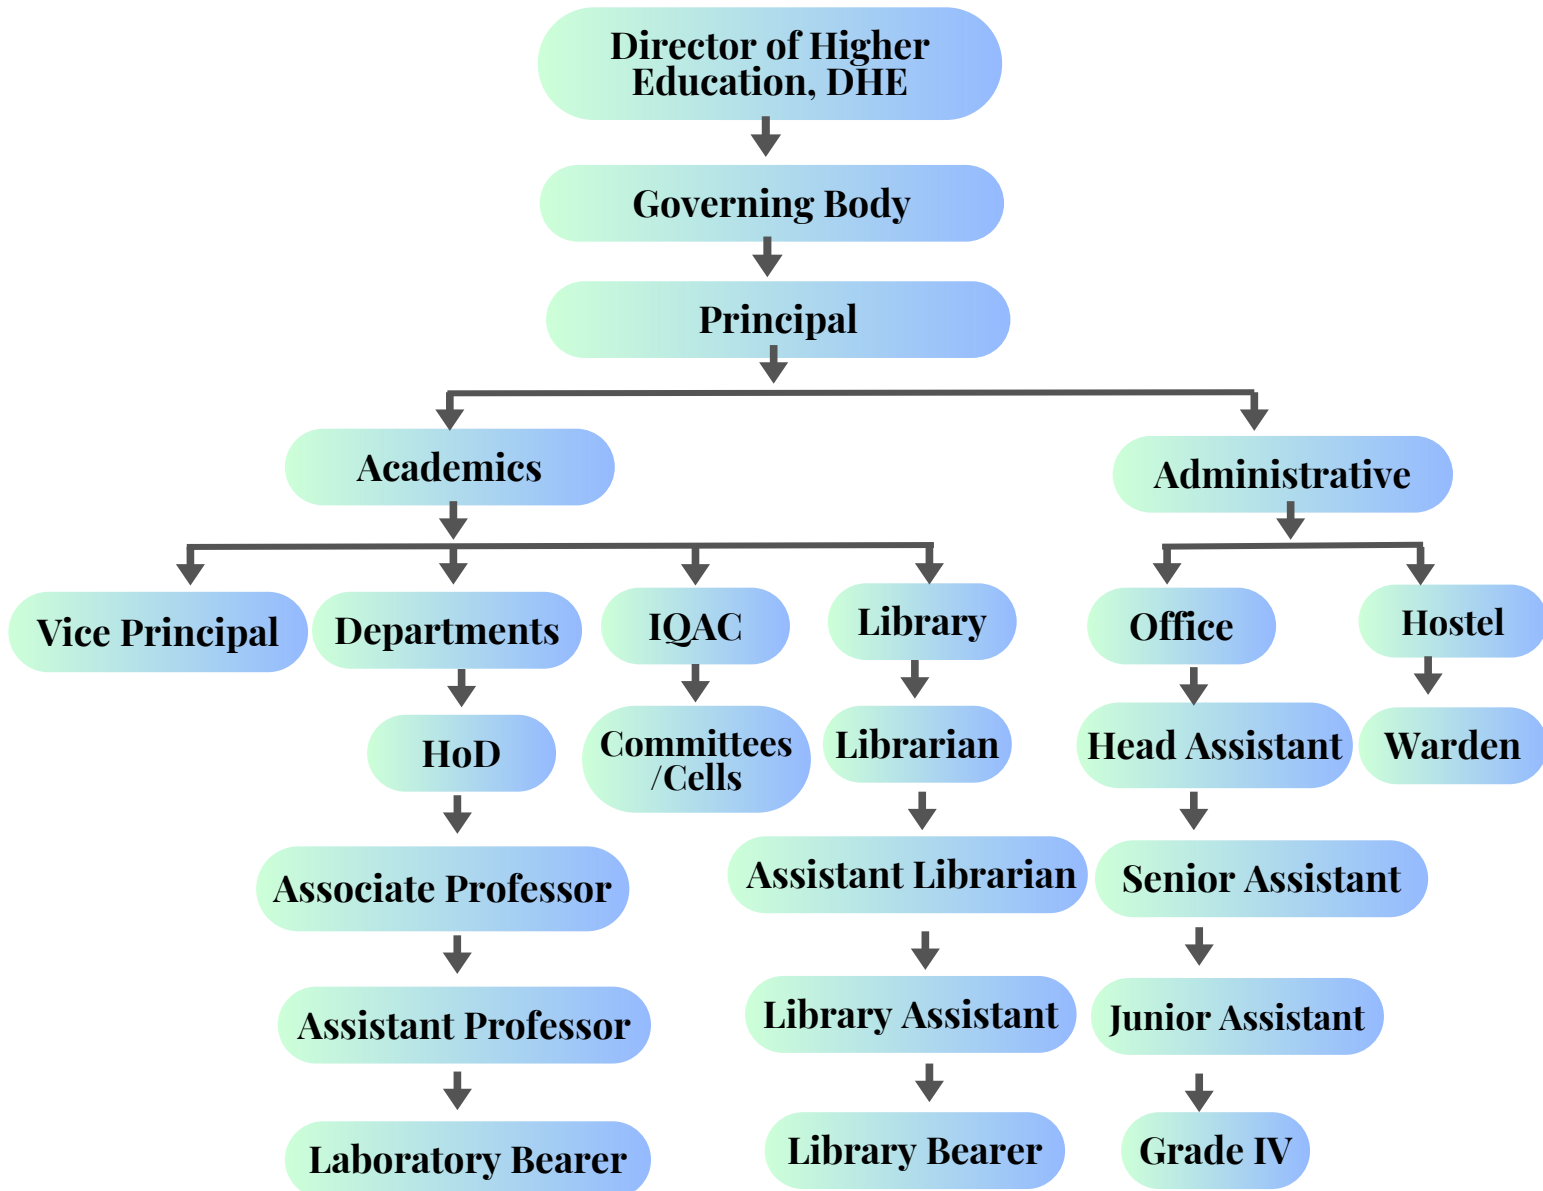 Director of Higher
Education, DHE
Governing Body
Principal
Academics
Administrative
Vice Principal
Departments
IQAC
Library
Office
Hostel
HoD
Committees
/Cells
Librarian
Head Assistant
Warden
Associate Professor
Assistant Librarian
Senior Assistant
Assistant Professor
Library Assistant
Junior Assistant
Laboratory Bearer
Library Bearer
Grade IV